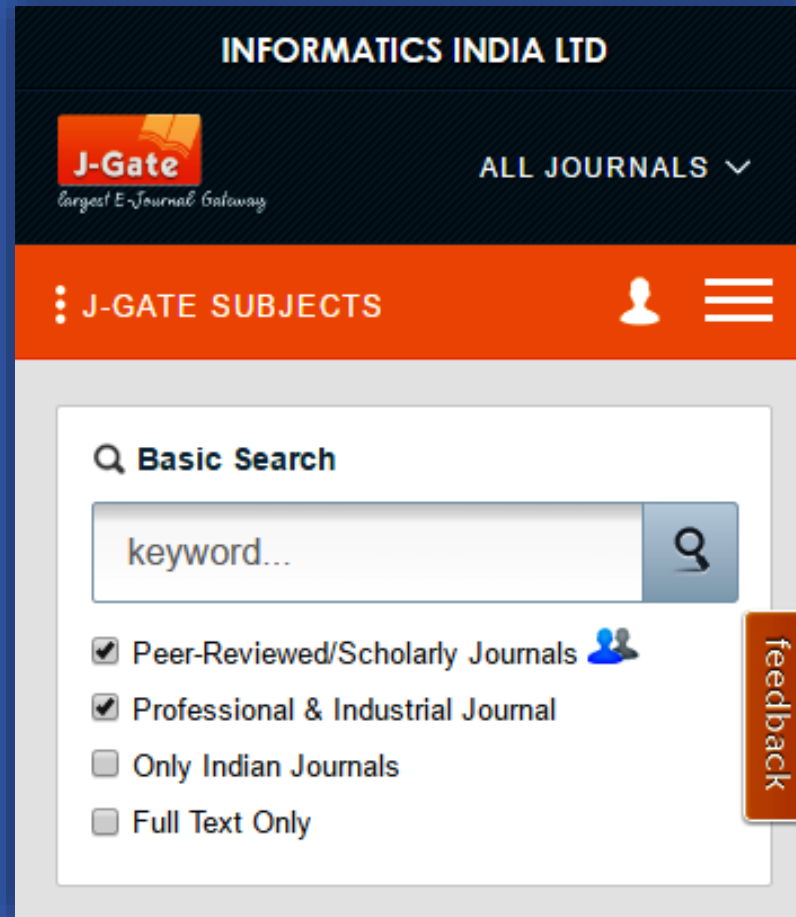 INFORMATICS INDIA LTD
J-Gate
largest E-Journal Gateway
ALL JOURNALS
J-GATE SUBJECTS
Basic Search
keyword...
Peer-Reviewed/Scholarly Journals
Professional & Industrial Journal
Only Indian Journals
Full Text Only
feedback